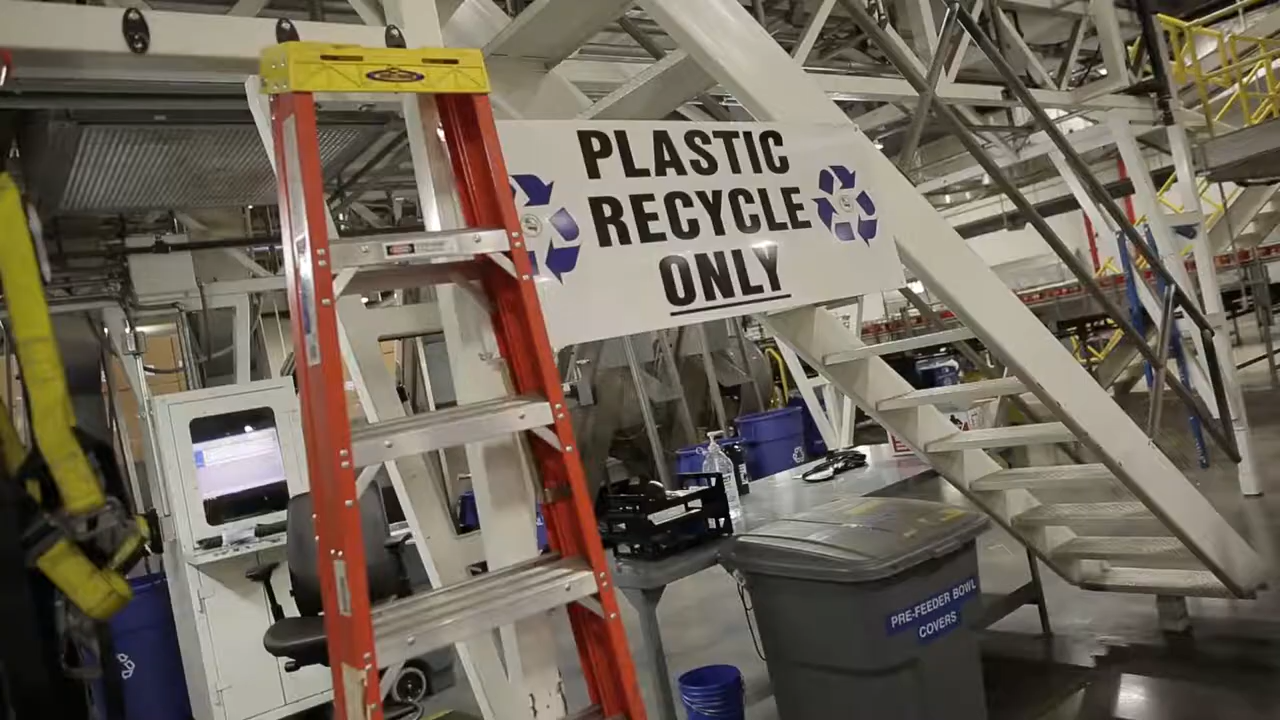 PLASTIC
RECYCLE
ONLY
PRE-FEEDER BOWL
COVERS